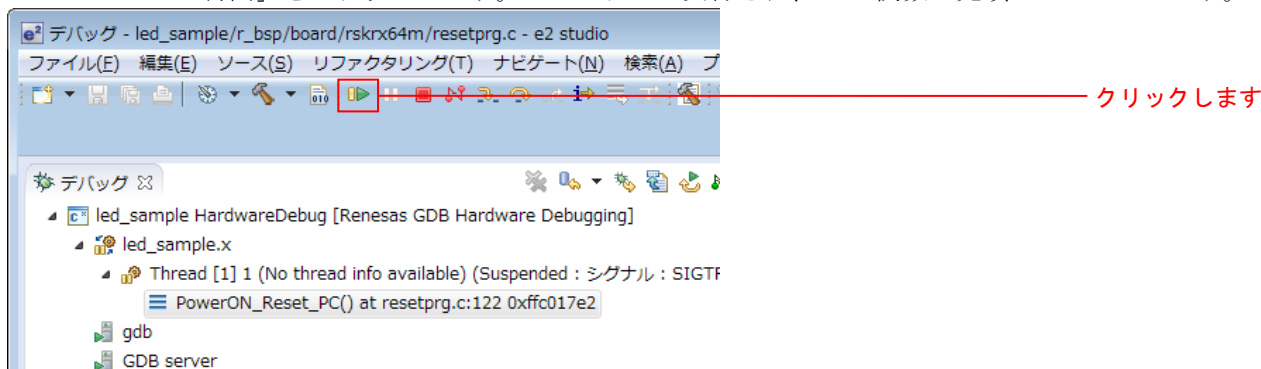 デバッグ - led_sample/r_bsp/board/rskrx64m/resetprg.c - e2 studio
ファイル(F) 編集(E) ソース(S) リファクタリング(T) ナビゲート(N) 検索(A) プ
クリックします
デバッグ
led_sample HardwareDebug [Renesas GDB Hardware Debugging]
led_sample.x
Thread [1] 1 (No thread info available) (Suspended : シグナル : SIGTF
PowerON_Reset_PC() at resetprg.c:122 0xffc017e2
gdb
GDB server